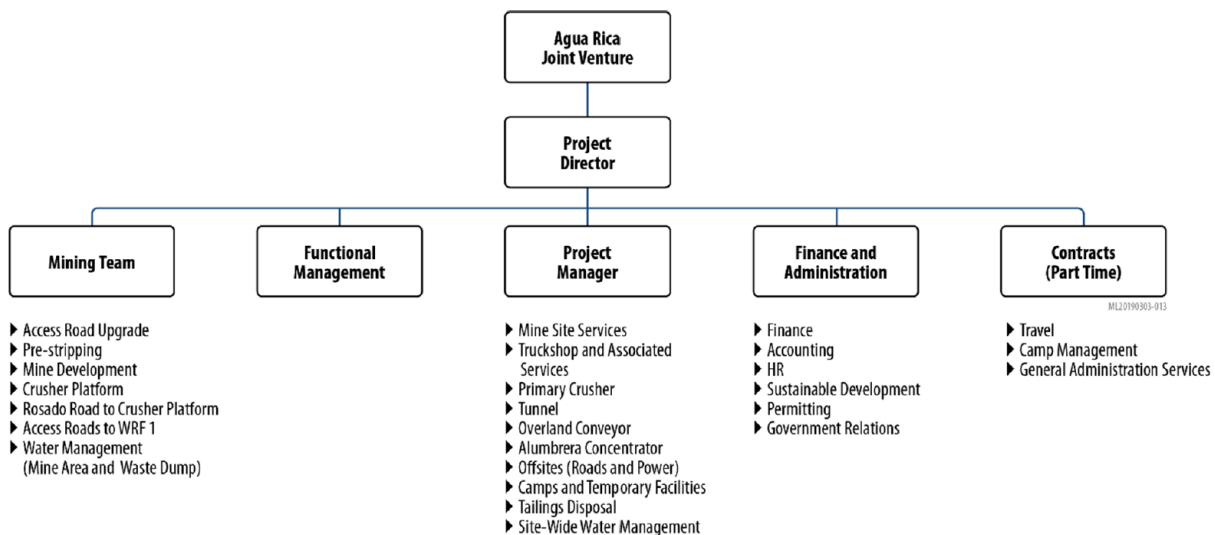 Agua Rica
Joint Venture
Project
Director
Mining Team
Functional
Management
Project
Manager
Finance and
Administration
Contracts
(Part Time)
ML20190303-013
Access Road Upgrade
Pre-stripping
Mine Development
Crusher Platform
Rosado Road to Crusher Platform
Access Roads to WRF 1
Water Management
(Mine Area and Waste Dump)
Mine Site Services
Truckshop and Associated
Services
Primary Crusher
Tunnel
Overland Conveyor
Alumbrera Concentrator
Offsites (Roads and Power)
Camps and Temporary Facilities
Tailings Disposal
Site-Wide Water Management
Finance
Accounting
HR
Sustainable Development
Permitting
Government Relations
Travel
Camp Management
General Administration Services